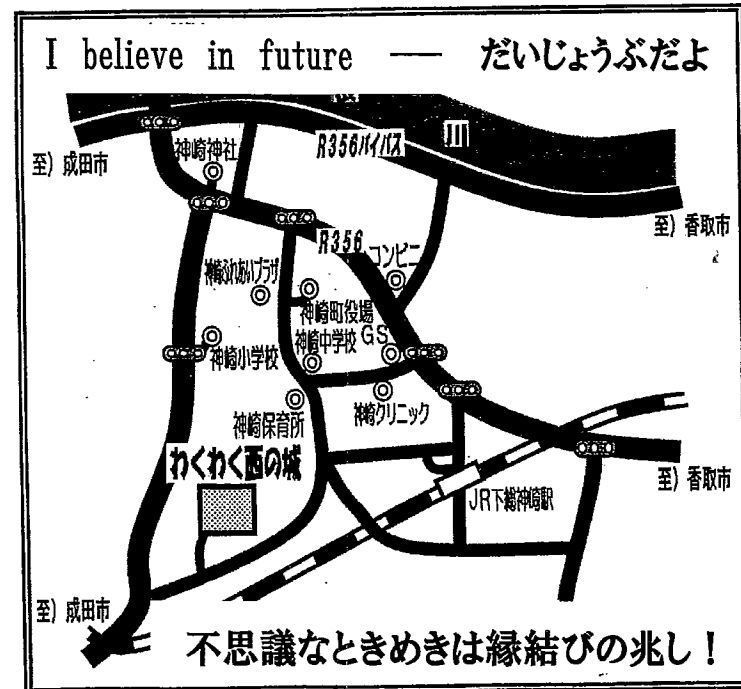 I believe in future ── だいじょうぶだよ
川
R356バイパス
至) 成田市
神崎神社
至) 香取市
R356
コンビニ
神崎ふれあいプラザ
神崎町役場
神崎中学校
GS
神崎小学校
神崎保育所
神崎クリニック
わくわく西の城
至) 香取市
JR下総神崎駅
至) 成田市
不思議なときめきは縁結びの兆し！